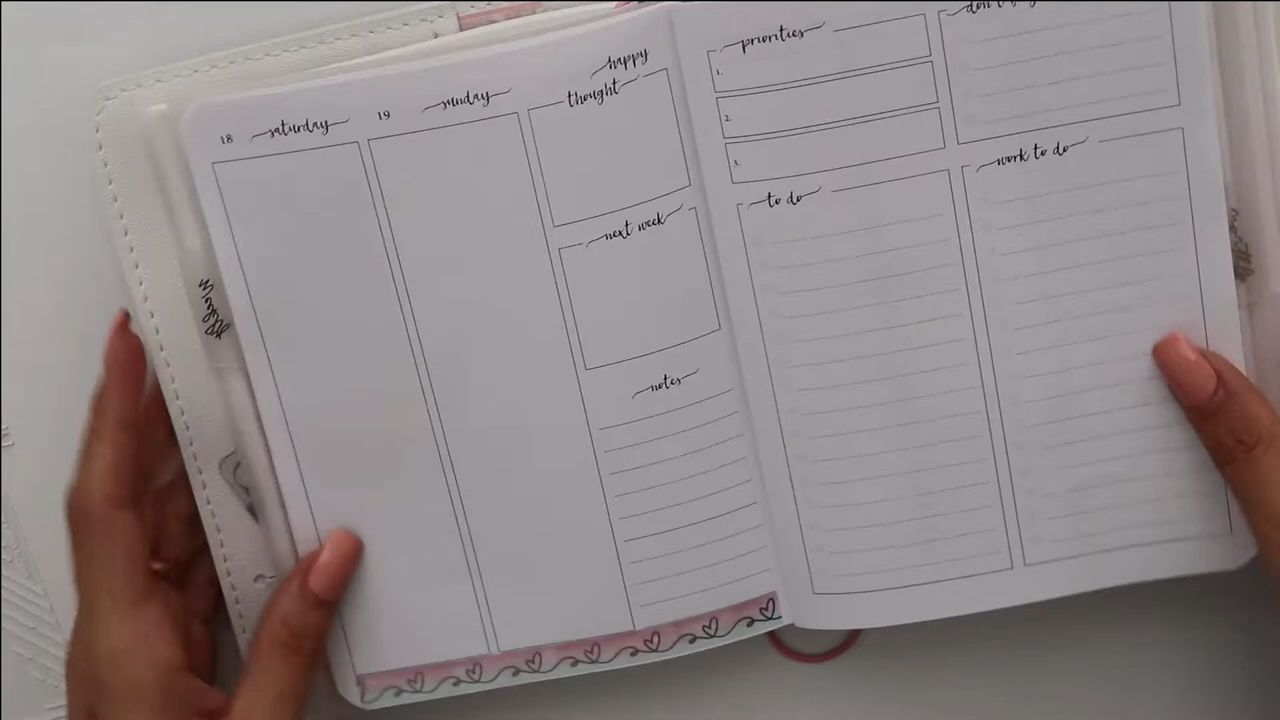 18 saturday
19 sunday
happy
thought
next week
notes
priorities
1.
2.
3.
to do
work to do